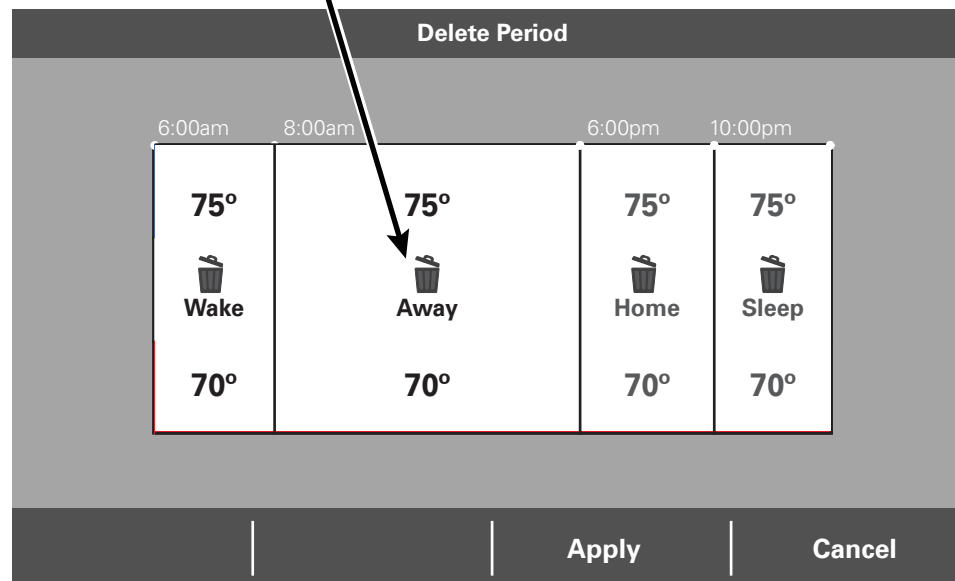 Delete Period
6:00am 8:00am 6:00pm 10:00pm
75º 75º 75º 75º
Wake Away Home Sleep
70º 70º 70º 70º
Apply Cancel